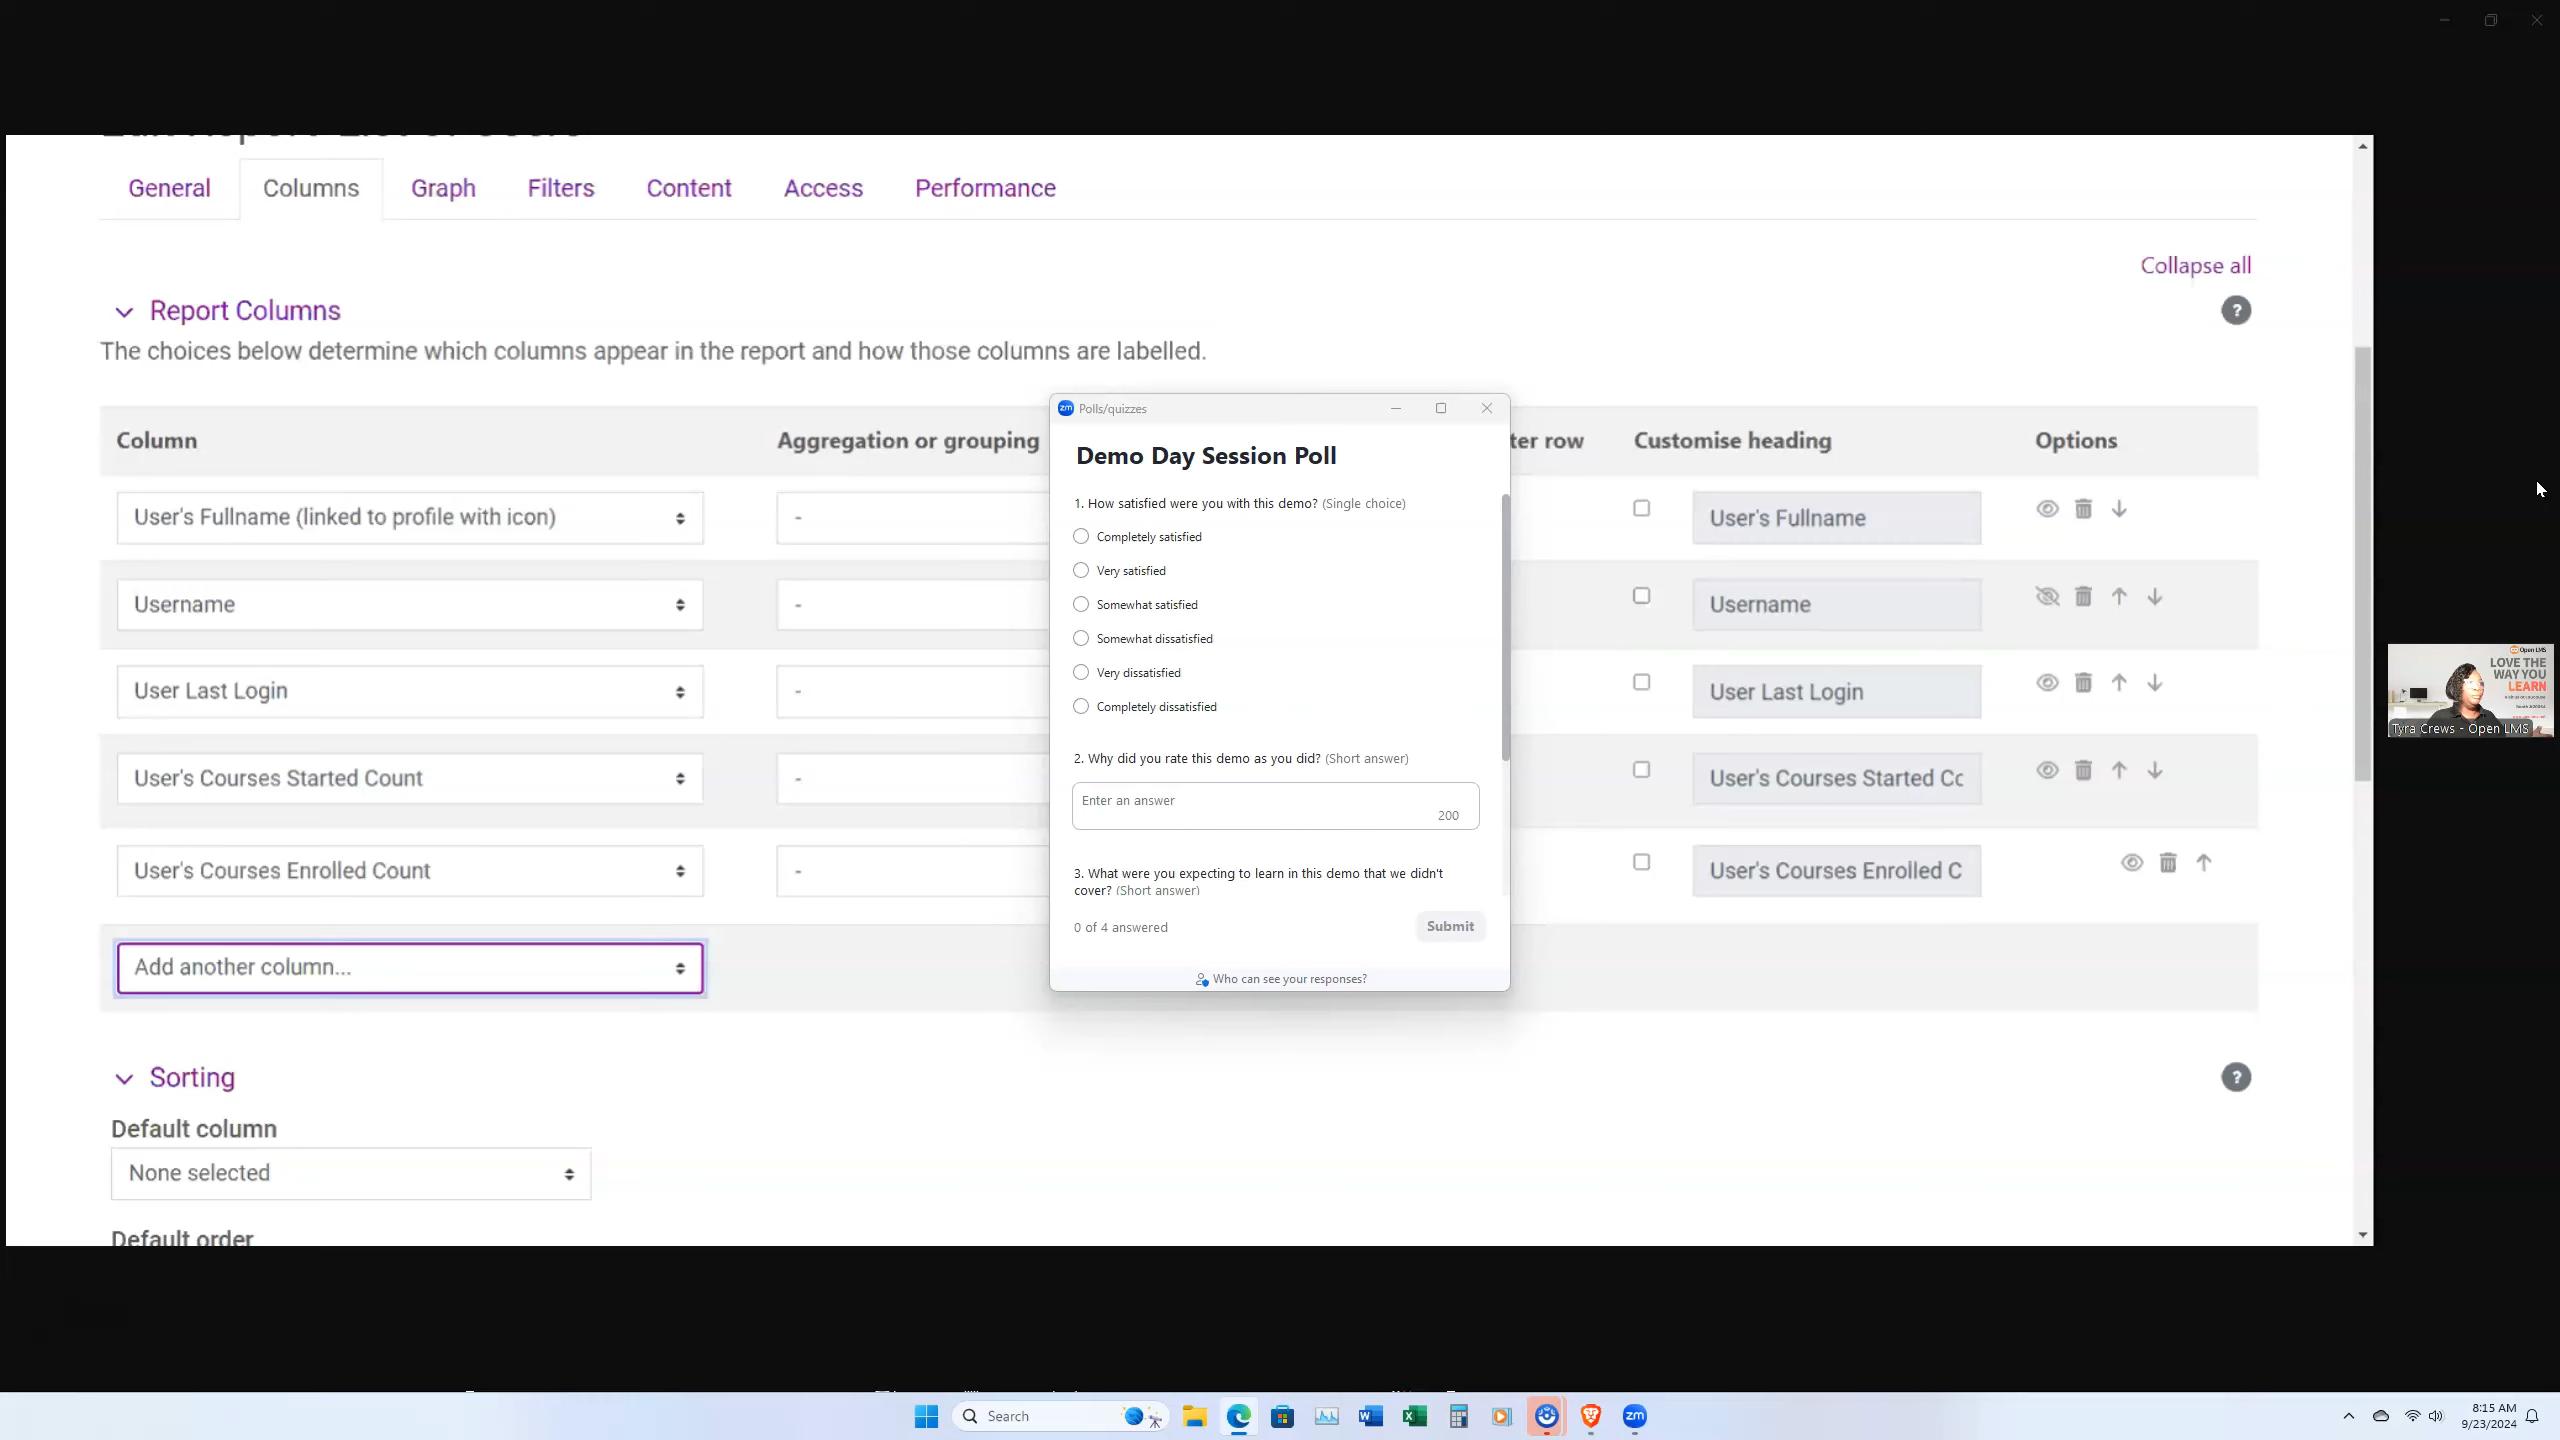 General Columns Graph Filters Content Access Performance
Collapse all
Report Columns
?
The choices below determine which columns appear in the report and how those columns are labelled.
Column Aggregation or grouping ter row Customise heading Options
User's Fullname (linked to profile with icon) - User's Fullname
Username - Username
User Last Login - User Last Login
User's Courses Started Count - User's Courses Started Cc
User's Courses Enrolled Count - User's Courses Enrolled C
Add another column...
Sorting
?
Default column
None selected
Default order
zm Polls/quizzes
Demo Day Session Poll
1. How satisfied were you with this demo? (Single choice)
Completely satisfied
Very satisfied
Somewhat satisfied
Somewhat dissatisfied
Very dissatisfied
Completely dissatisfied
2. Why did you rate this demo as you did? (Short answer)
Enter an answer
200
3. What were you expecting to learn in this demo that we didn't
cover? (Short answer)
0 of 4 answered Submit
Who can see your responses?
Open LMS
LOVE THE
WAY YOU
LEARN
Tyra Crews - Open LMS
Search
zm
8:15 AM
9/23/2024